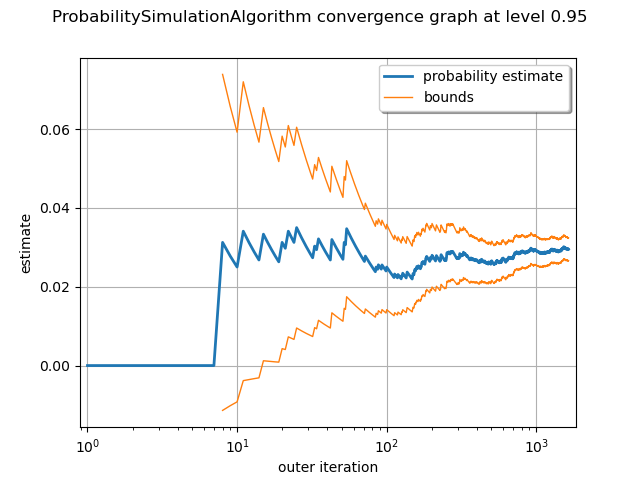 ProbabilitySimulationAlgorithm convergence graph at level 0.95
probability estimate
bounds
0.06
0.04
0.02
0.00
estimate
10^0
10^1
10^2
10^3
outer iteration